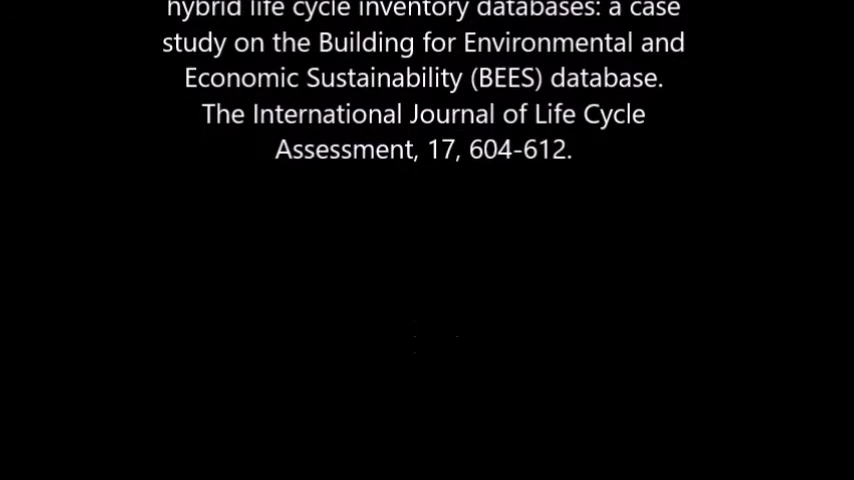 hybrid life cycle inventory databases: a case
study on the Building for Environmental and
Economic Sustainability (BEES) database.
The International Journal of Life Cycle
Assessment, 17, 604-612.